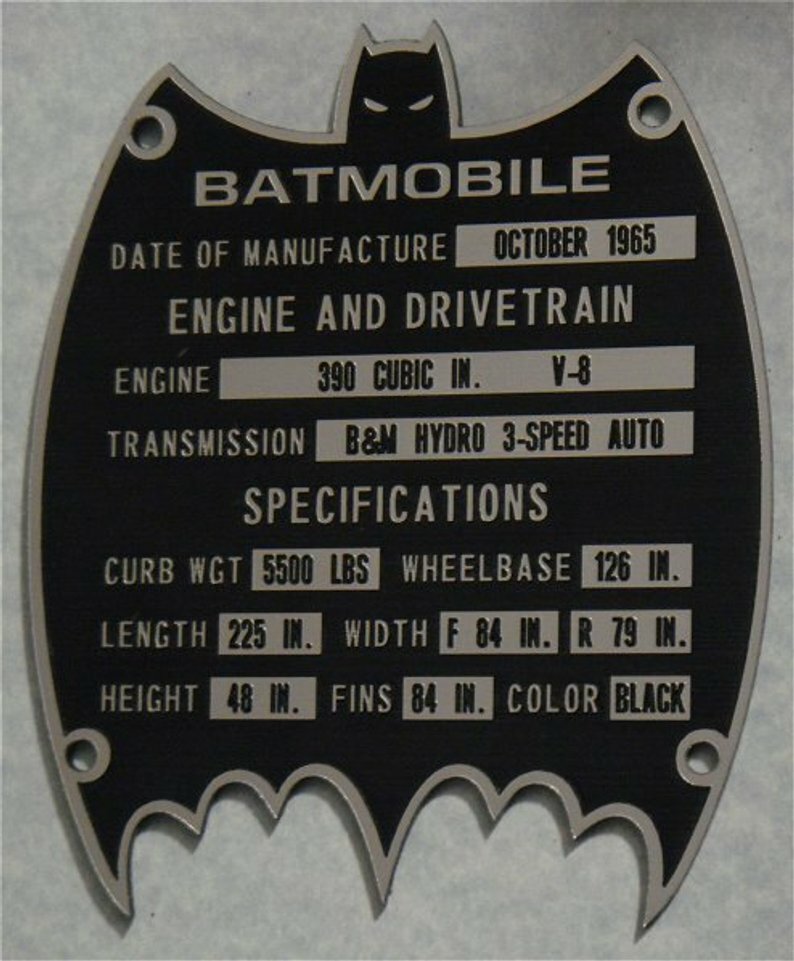 BATMOBILE
DATE OF MANUFACTURE OCTOBER 1965
ENGINE AND DRIVETRAIN
ENGINE 390 CUBIC IN. V-8
TRANSMISSION B&M HYDRO 3-SPEED AUTO
SPECIFICATIONS
CURB WGT 5500 LBS WHEELBASE 126 IN.
LENGTH 225 IN. WIDTH F 84 IN. R 79 IN.
HEIGHT 48 IN. FINS 84 IN. COLOR BLACK